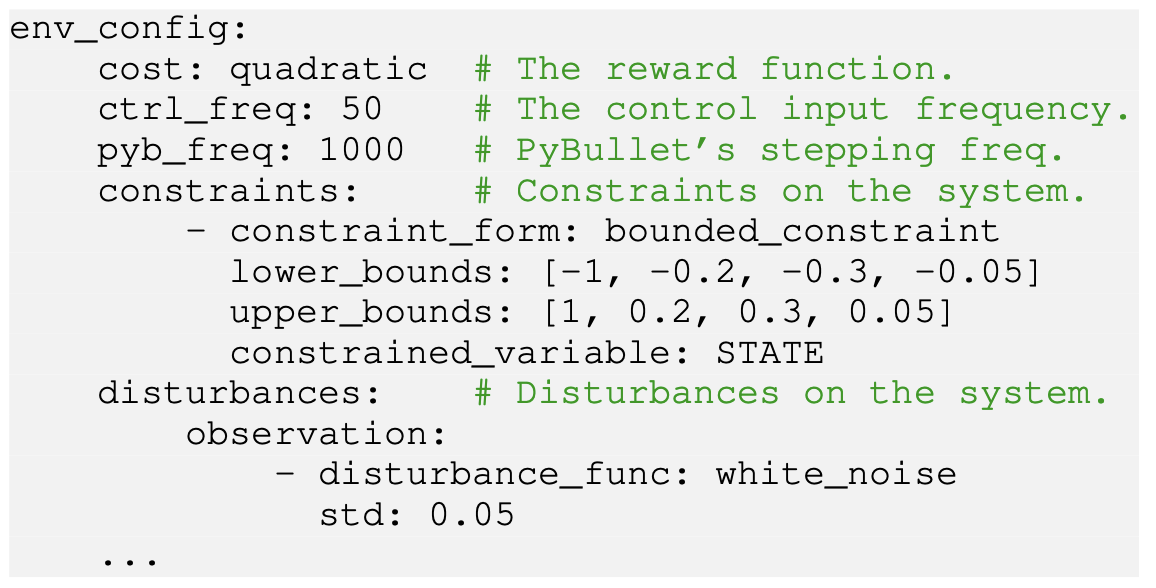 env_config:
    cost: quadratic  # The reward function.
    ctrl_freq: 50    # The control input frequency.
    pyb_freq: 1000   # PyBullet’s stepping freq.
    constraints:     # Constraints on the system.
        - constraint_form: bounded_constraint
          lower_bounds: [-1, -0.2, -0.3, -0.05]
          upper_bounds: [1, 0.2, 0.3, 0.05]
          constrained_variable: STATE
    disturbances:    # Disturbances on the system.
        observation:
            - disturbance_func: white_noise
              std: 0.05
    ...